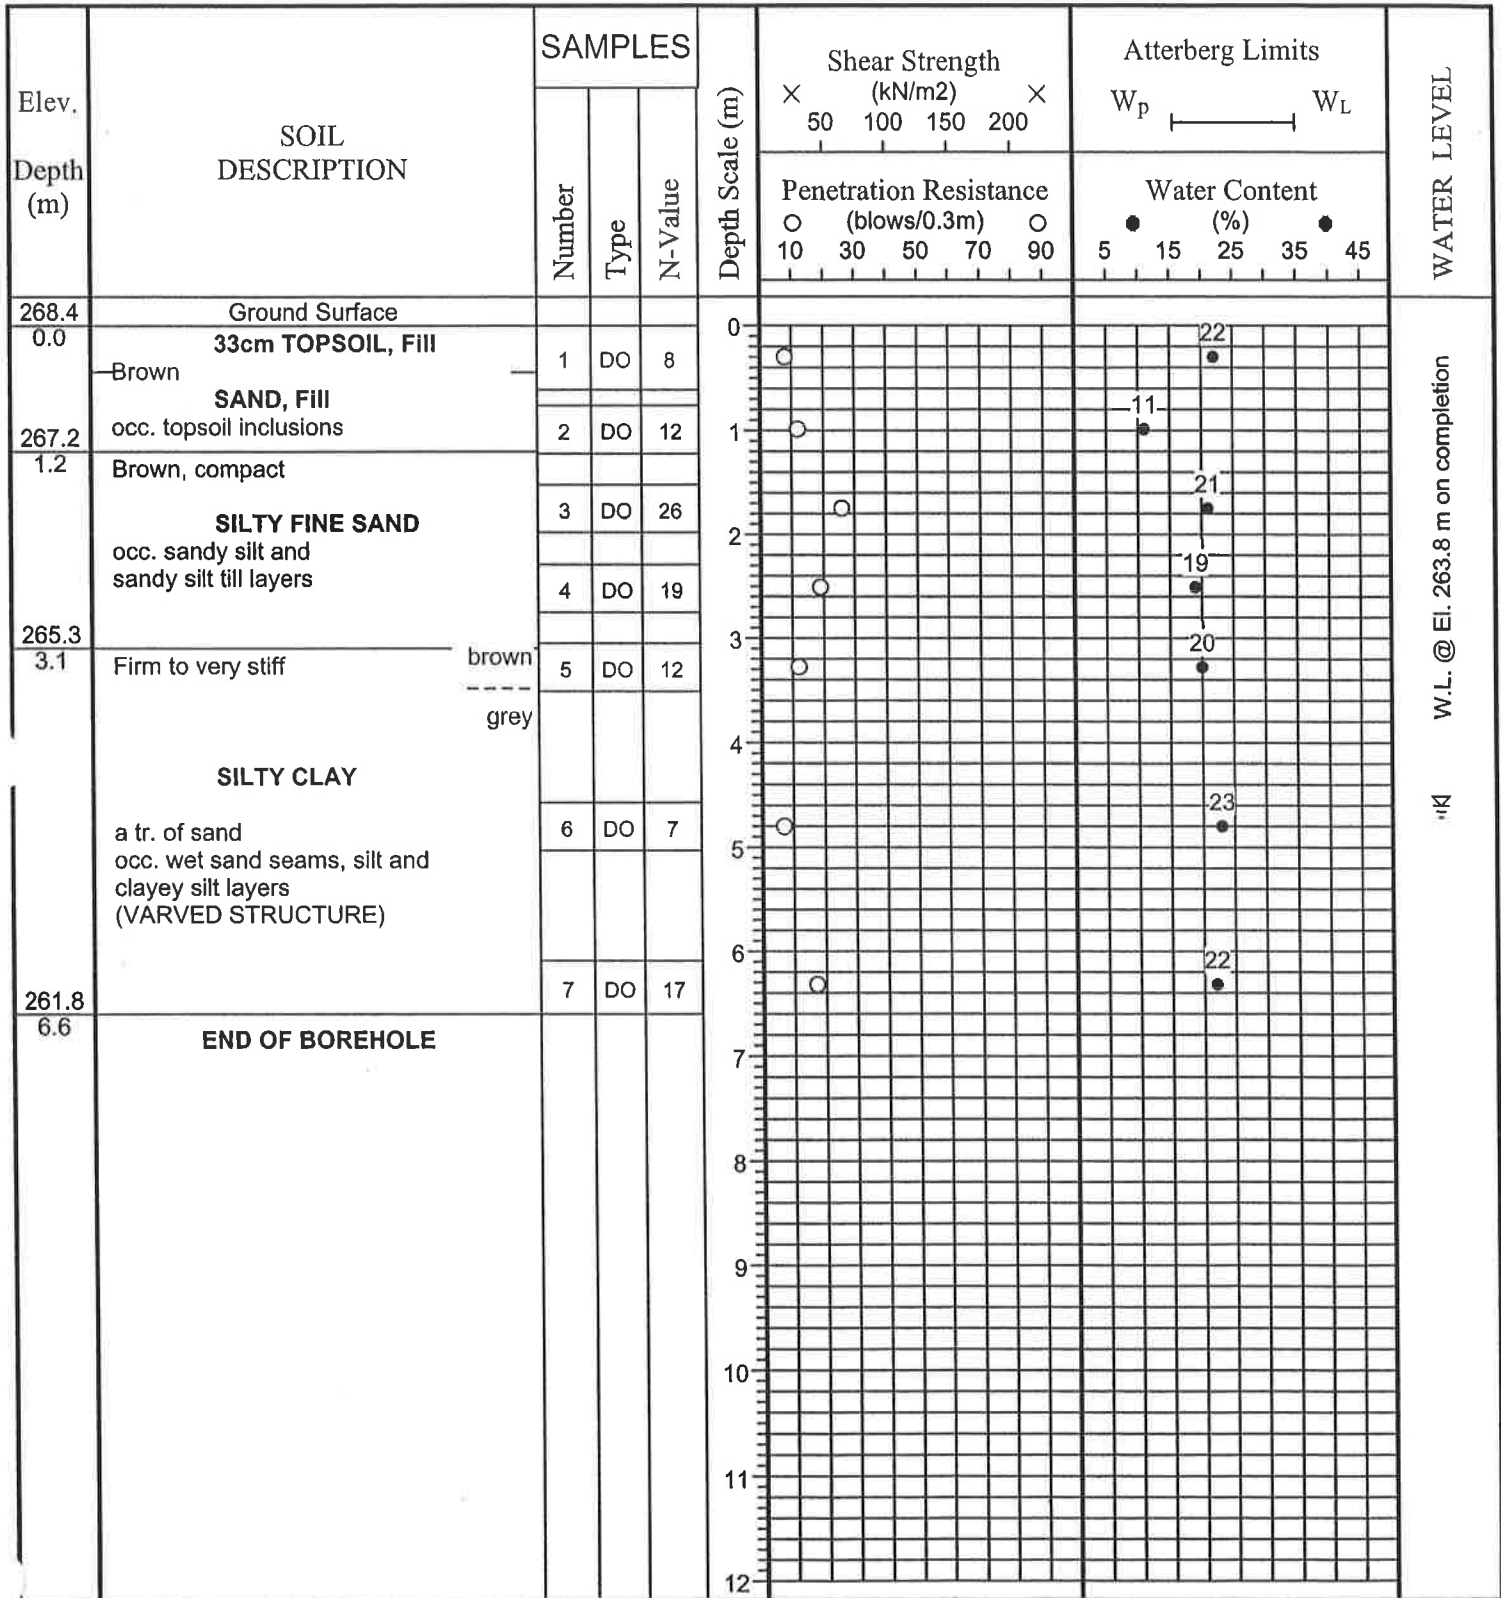 SAMPLES
Elev.
Depth
(m)
SOIL
DESCRIPTION
Number
Type
N-Value
Depth Scale (m)
Shear Strength
× (kN/m2) ×
50 100 150 200
Penetration Resistance
○ (blows/0.3m) ○
10 30 50 70 90
Atterberg Limits
Wp WL
Water Content
● (%) ●
5 15 25 35 45
WATER LEVEL
268.4 Ground Surface
0.0 33cm TOPSOIL, Fill
Brown
1 DO 8
SAND, Fill
occ. topsoil inclusions
2 DO 12
267.2
1.2 Brown, compact
3 DO 26
SILTY FINE SAND
occ. sandy silt and
sandy silt till layers
4 DO 19
265.3
3.1 Firm to very stiff brown
5 DO 12
grey
SILTY CLAY
a tr. of sand
6 DO 7
occ. wet sand seams, silt and
clayey silt layers
(VARVED STRUCTURE)
7 DO 17
261.8
6.6
END OF BOREHOLE
0
1
2
3
4
5
6
7
8
9
10
11
12
22
11
21
19
20
23
22
W.L. @ El. 263.8 m on completion